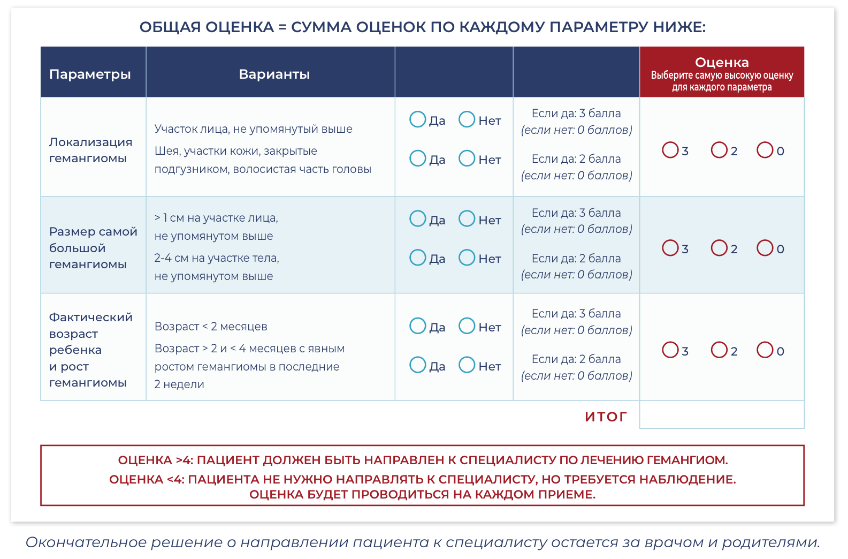 ОБЩАЯ ОЦЕНКА = СУММА ОЦЕНОК ПО КАЖДОМУ ПАРАМЕТРУ НИЖЕ:
Параметры
Варианты
Оценка
Выберите самую высокую оценку
для каждого параметра
Локализация
гемангиомы
Участок лица, не упомянутый выше
Да Нет
Если да: 3 балла
(если нет: 0 баллов)
Шея, участки кожи, закрытые
подгузником, волосистая часть головы
Да Нет
Если да: 2 балла
(если нет: 0 баллов)
3 2 0
Размер самой
большой
гемангиомы
> 1 см на участке лица,
не упомянутом выше
Да Нет
Если да: 3 балла
(если нет: 0 баллов)
2-4 см на участке тела,
не упомянутом выше
Да Нет
Если да: 2 балла
(если нет: 0 баллов)
3 2 0
Фактический
возраст
ребенка
и рост
гемангиомы
Возраст < 2 месяцев
Да Нет
Если да: 3 балла
(если нет: 0 баллов)
Возраст > 2 и < 4 месяцев с явным
ростом гемангиомы в последние
2 недели
Да Нет
Если да: 2 балла
(если нет: 0 баллов)
3 2 0
ИТОГ
ОЦЕНКА >4: ПАЦИЕНТ ДОЛЖЕН БЫТЬ НАПРАВЛЕН К СПЕЦИАЛИСТУ ПО ЛЕЧЕНИЮ ГЕМАНГИОМ.
ОЦЕНКА <4: ПАЦИЕНТА НЕ НУЖНО НАПРАВЛЯТЬ К СПЕЦИАЛИСТУ, НО ТРЕБУЕТСЯ НАБЛЮДЕНИЕ.
ОЦЕНКА БУДЕТ ПРОВОДИТЬСЯ НА КАЖДОМ ПРИЕМЕ.
Окончательное решение о направлении пациента к специалисту остается за врачом и родителями.